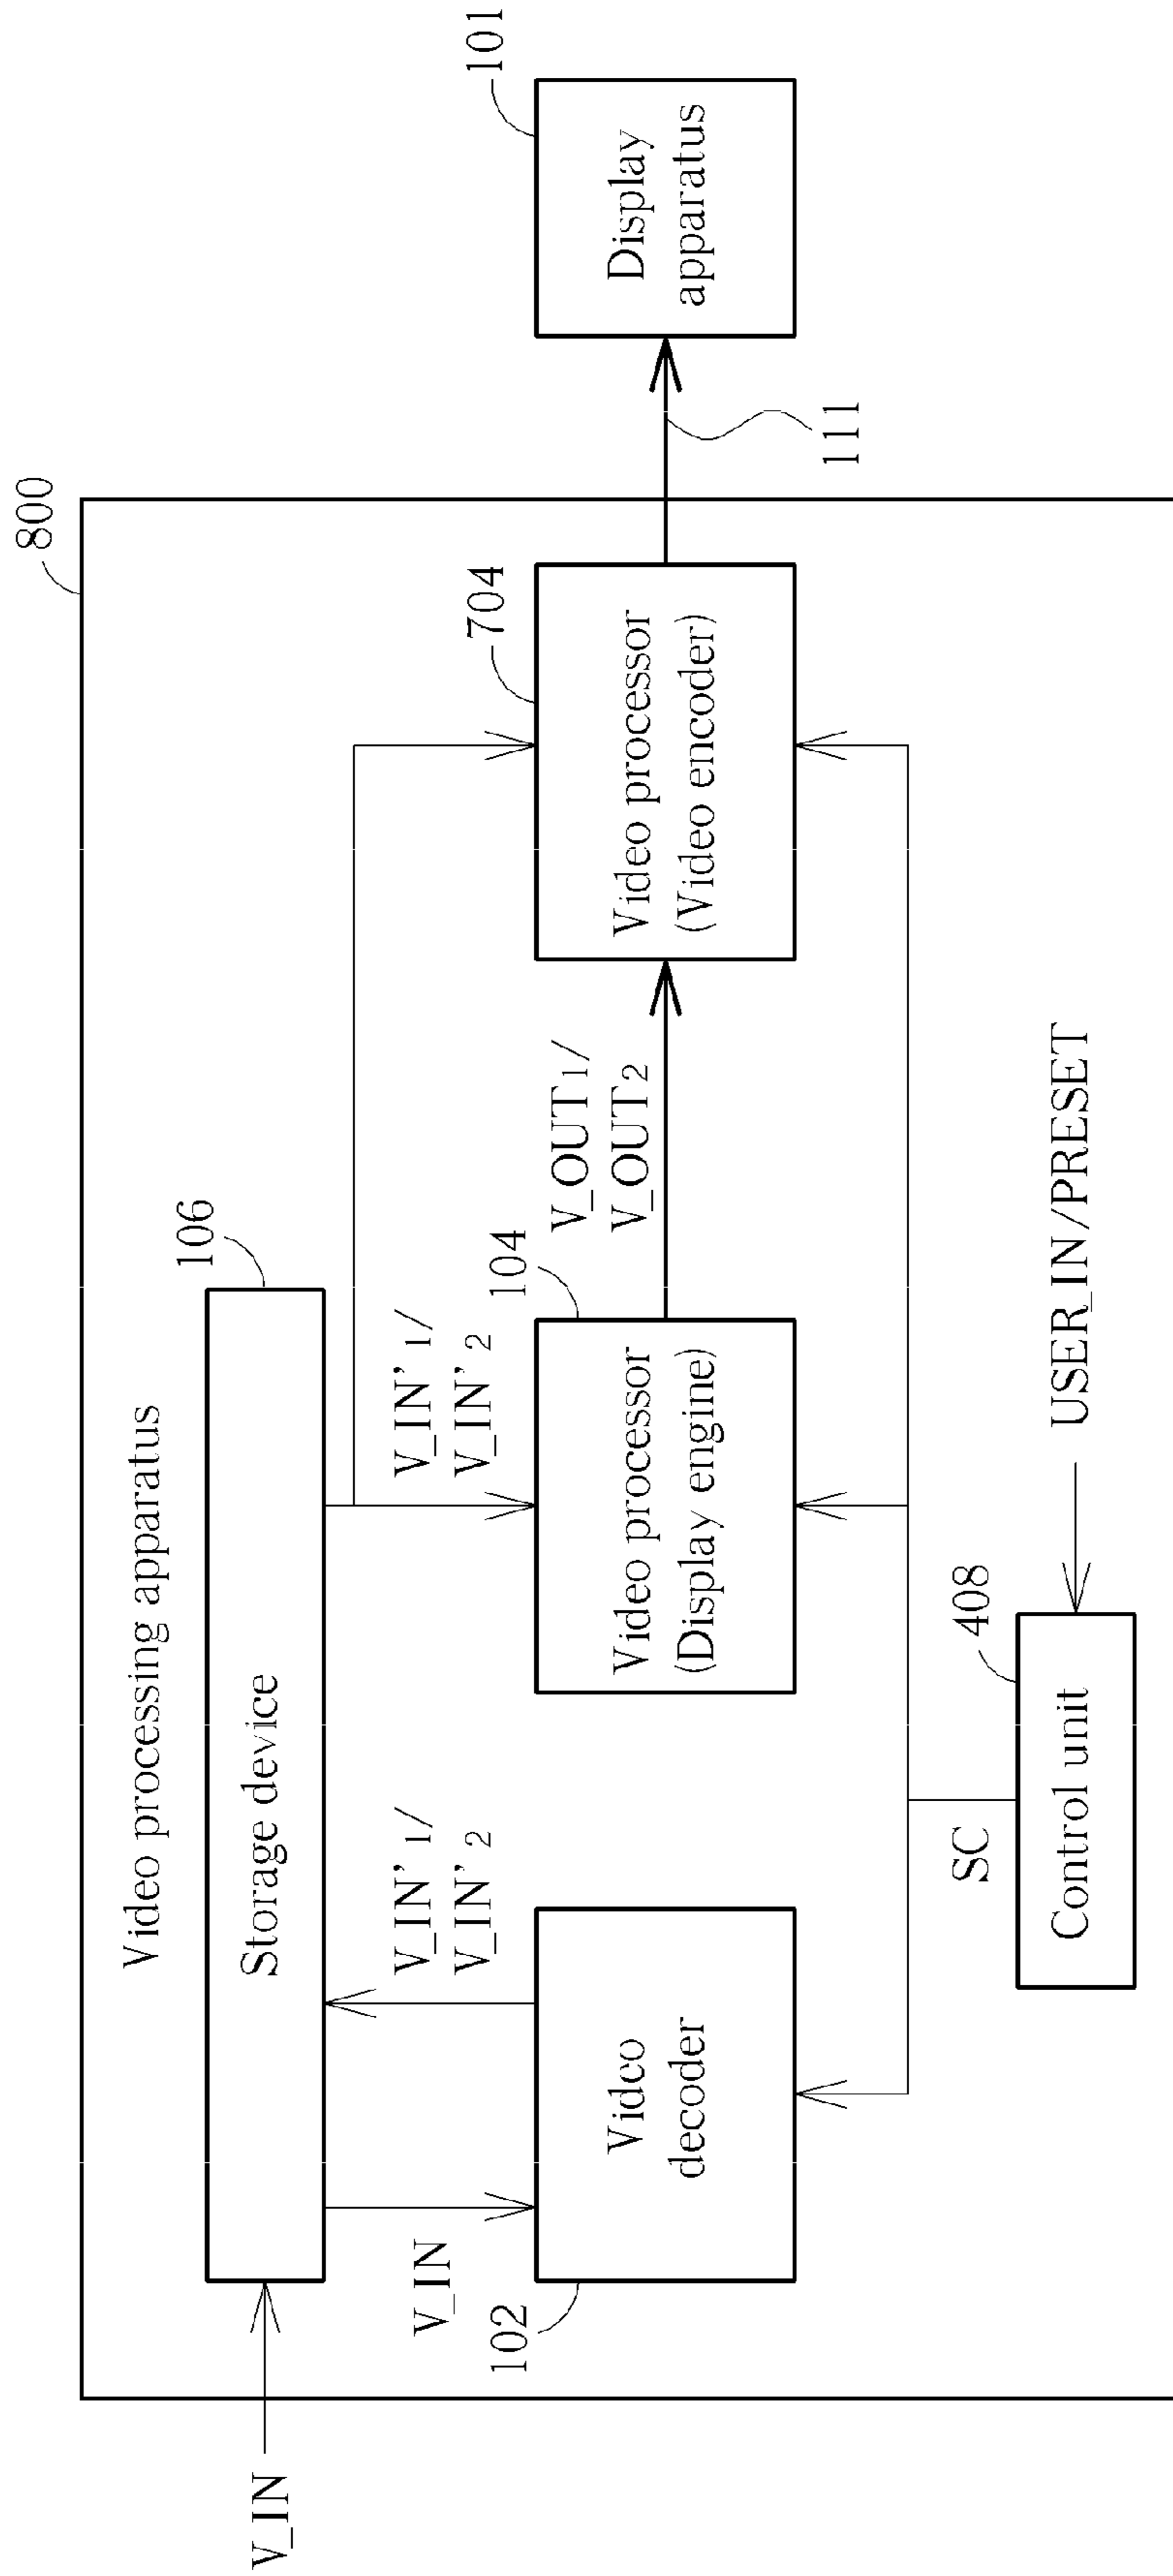 800
Video processing apparatus
106
V_IN
Storage device
V_IN
V_IN'1/
V_IN'2
V_IN'1/
V_IN'2
102
Video
decoder
104
Video processor
(Display engine)
V_OUT1/
V_OUT2
704
Video processor
(Video encoder)
101
Display
apparatus
111
SC
408
Control unit
USER_IN/PRESET